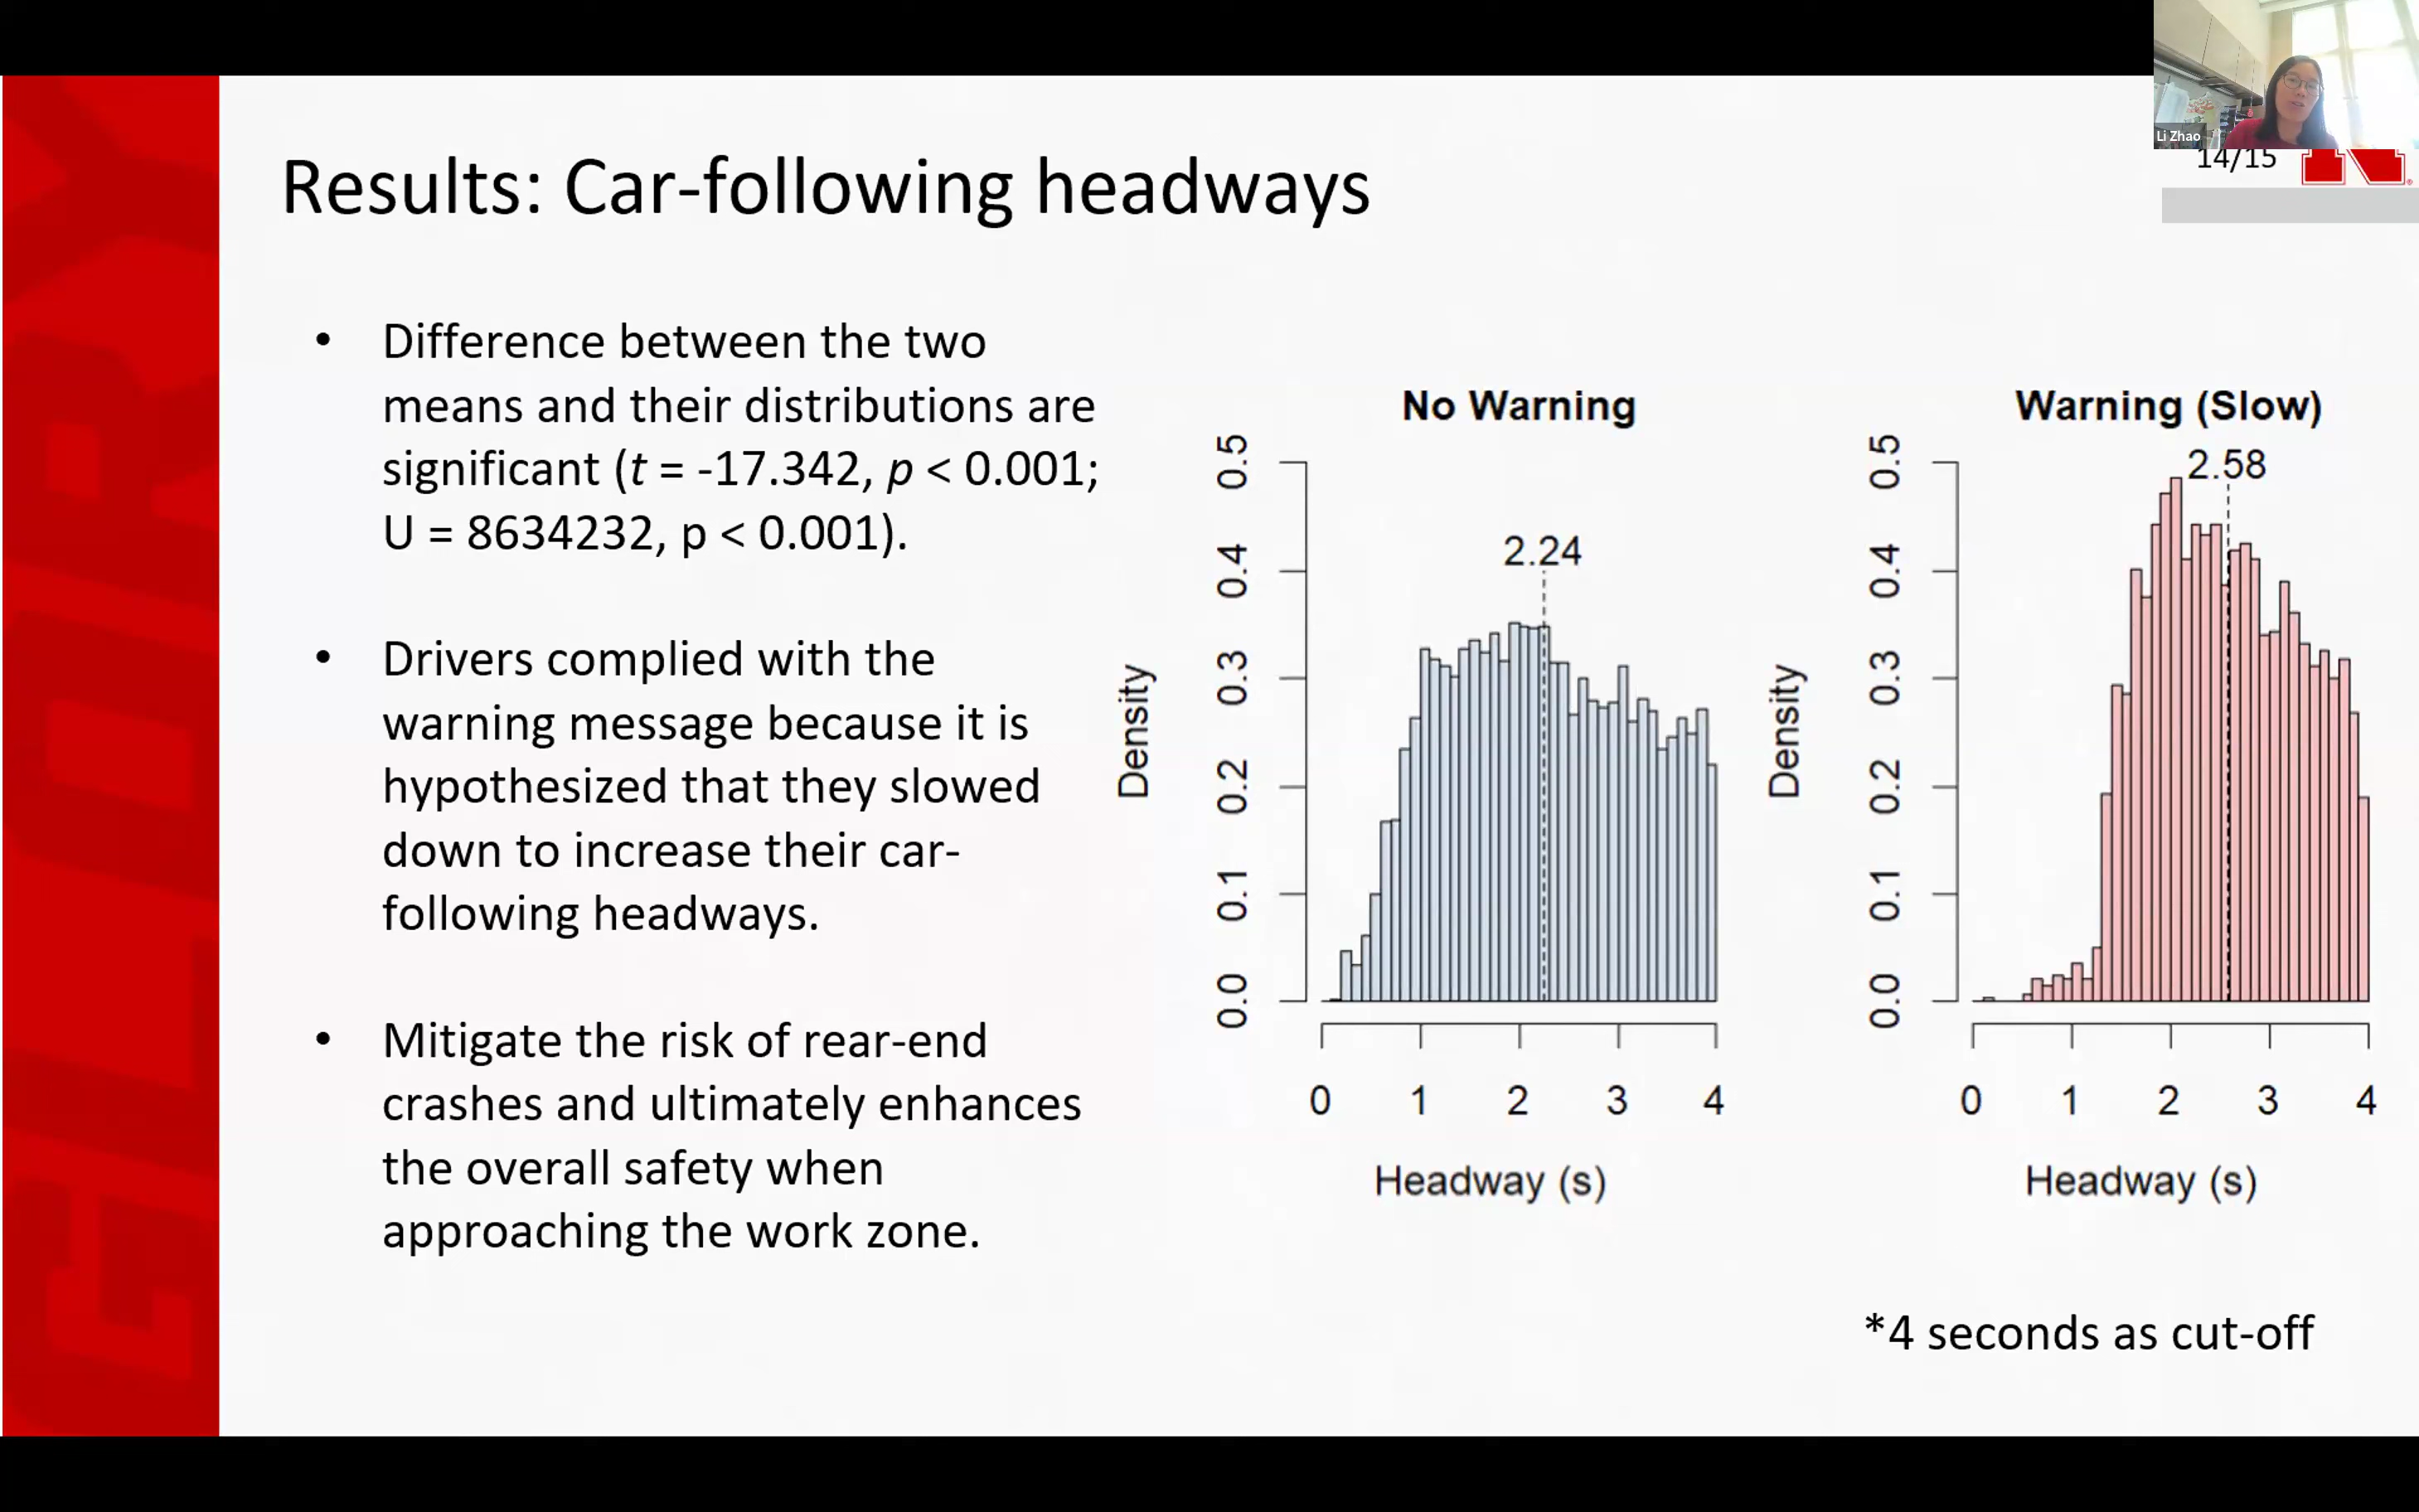 Li Zhao
14/15
Results: Car-following headways
• Difference between the two
means and their distributions are
significant (t = -17.342, p < 0.001;
U = 8634232, p < 0.001).
• Drivers complied with the
warning message because it is
hypothesized that they slowed
down to increase their car-
following headways.
• Mitigate the risk of rear-end
crashes and ultimately enhances
the overall safety when
approaching the work zone.
No Warning
2.24
Density
0.5
0.4
0.3
0.2
0.1
0.0
0 1 2 3 4
Headway (s)
Warning (Slow)
2.58
Density
0.5
0.4
0.3
0.2
0.1
0.0
0 1 2 3 4
Headway (s)
*4 seconds as cut-off
GLORY
N